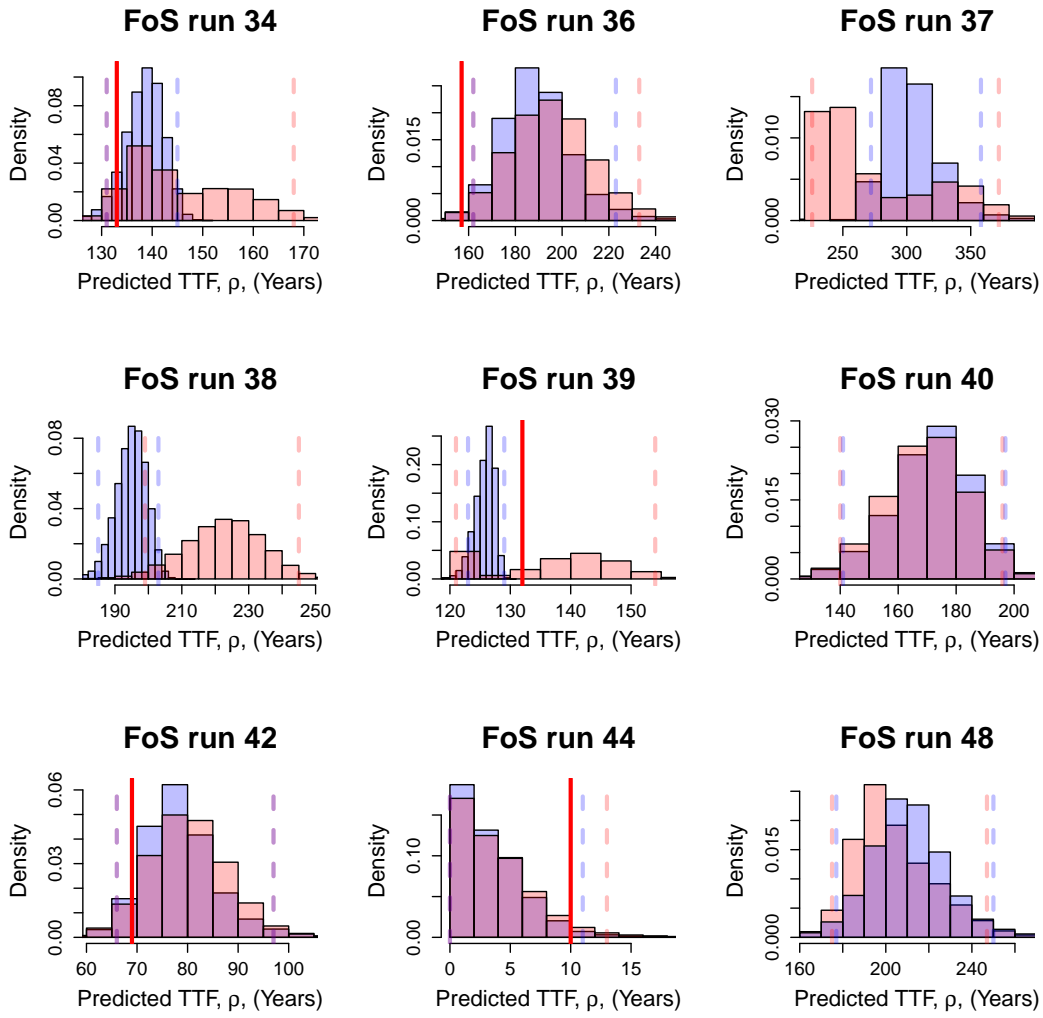 FoS run 34
Density
0.00 0.04 0.08
130 140 150 160 170
Predicted TTF, ρ, (Years)
FoS run 36
Density
0.000 0.015
160 180 200 220 240
Predicted TTF, ρ, (Years)
FoS run 37
Density
0.000 0.010
250 300 350
Predicted TTF, ρ, (Years)
FoS run 38
Density
0.00 0.04 0.08
190 210 230 250
Predicted TTF, ρ, (Years)
FoS run 39
Density
0.00 0.10 0.20
120 130 140 150
Predicted TTF, ρ, (Years)
FoS run 40
Density
0.000 0.015 0.030
140 160 180 200
Predicted TTF, ρ, (Years)
FoS run 42
Density
0.00 0.03 0.06
60 70 80 90 100
Predicted TTF, ρ, (Years)
FoS run 44
Density
0.00 0.10
0 5 10 15
Predicted TTF, ρ, (Years)
FoS run 48
Density
0.000 0.015
160 200 240
Predicted TTF, ρ, (Years)